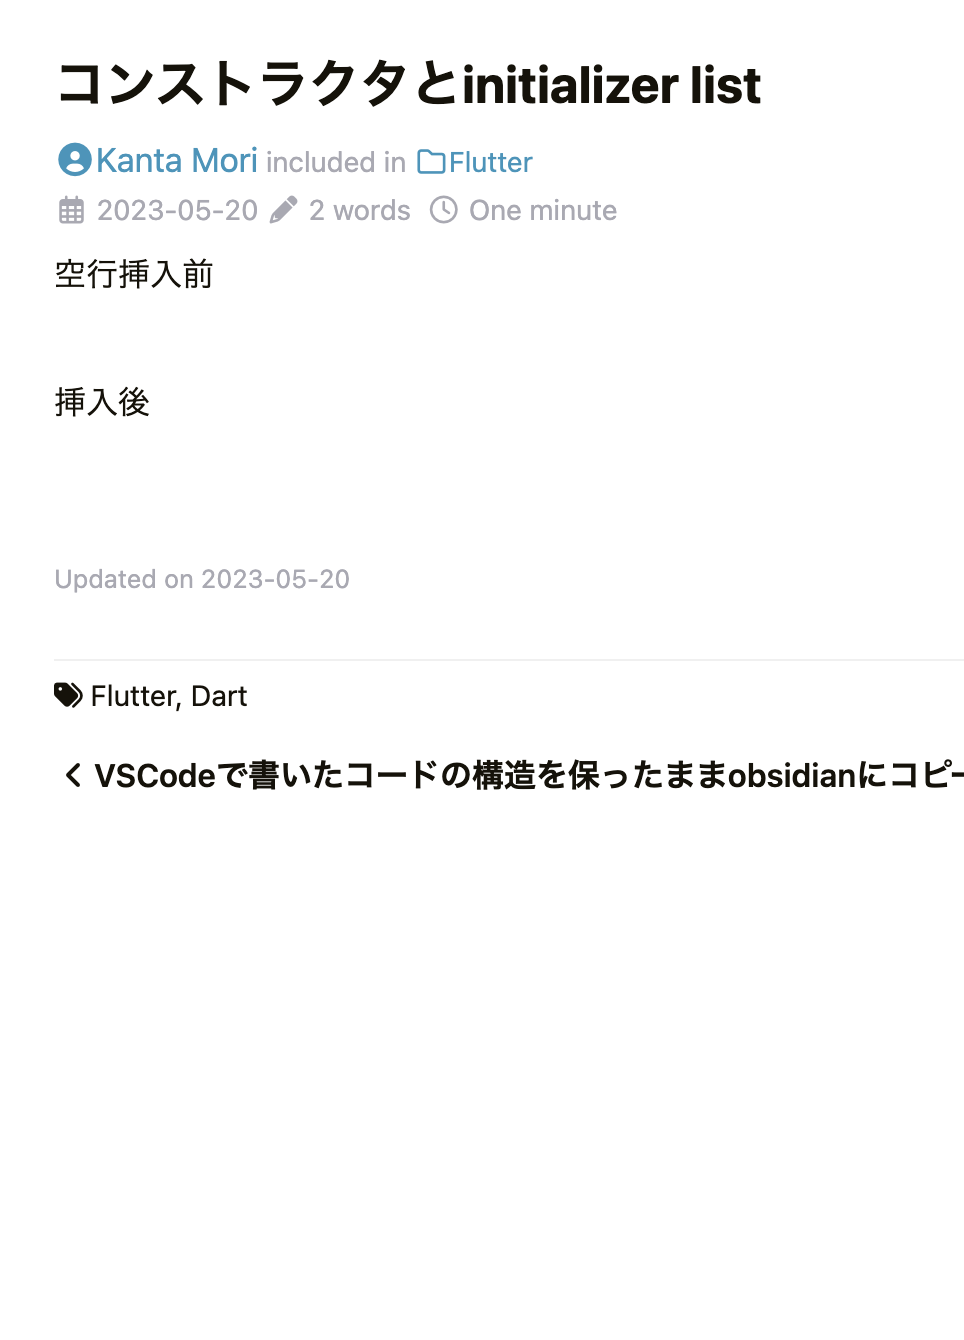 コンストラクタとinitializer list
Kanta Mori included in Flutter
2023-05-20 2 words One minute
空行挿入前
挿入後
Updated on 2023-05-20
Flutter, Dart
VSCodeで書いたコードの構造を保ったままobsidianにコピー